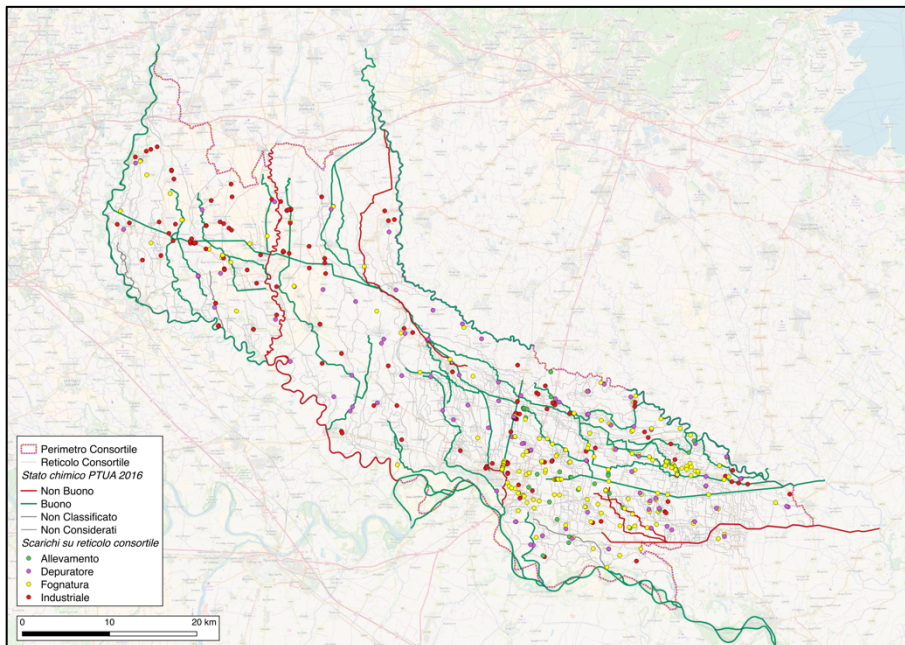 Perimetro Consortile
Reticolo Consortile
Stato chimico PTUA 2016
Non Buono
Buono
Non Classificato
Non Considerati
Scarichi su reticolo consortile
Allevamento
Depuratore
Fognatura
Industriale
0 10 20 km